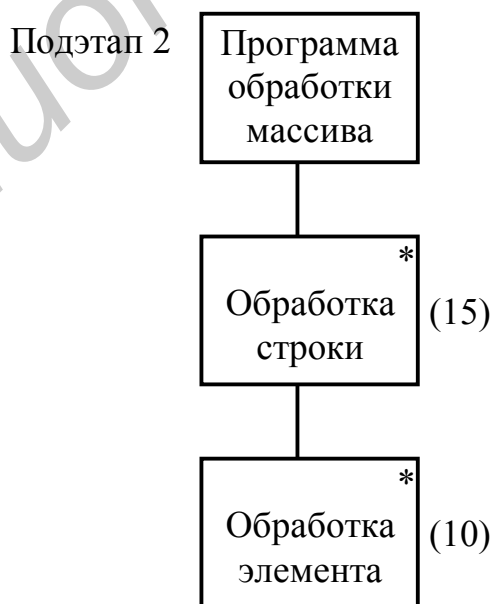 Подэтап 2
Программа
обработки
массива
*
Обработка
строки
(15)
*
Обработка
элемента
(10)